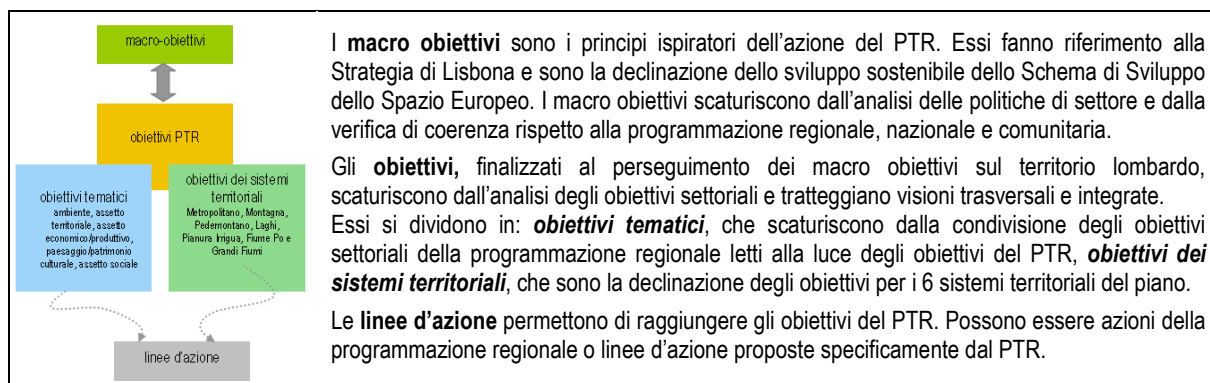 macro-obiettivi
obiettivi PTR
obiettivi tematici
ambiente, assetto
territoriale, assetto
economico/produttivo,
paesaggio/patrimonio
culturale, assetto sociale
obiettivi dei sistemi
territoriali
Metropolitano, Montagna,
Pedemontano, Laghi,
Pianura Irrigua, Fiume Po e
Grandi Fiumi
linee d'azione
I macro obiettivi sono i principi ispiratori dell'azione del PTR. Essi fanno riferimento alla
Strategia di Lisbona e sono la declinazione dello sviluppo sostenibile dello Schema di Sviluppo
dello Spazio Europeo. I macro obiettivi scaturiscono dall'analisi delle politiche di settore e dalla
verifica di coerenza rispetto alla programmazione regionale, nazionale e comunitaria.
Gli obiettivi, finalizzati al perseguimento dei macro obiettivi sul territorio lombardo,
scaturiscono dall'analisi degli obiettivi settoriali e tratteggiano visioni trasversali e integrate.
Essi si dividono in: obiettivi tematici, che scaturiscono dalla condivisione degli obiettivi
settoriali della programmazione regionale letti alla luce degli obiettivi del PTR, obiettivi dei
sistemi territoriali, che sono la declinazione degli obiettivi per i 6 sistemi territoriali del piano.
Le linee d'azione permettono di raggiungere gli obiettivi del PTR. Possono essere azioni della
programmazione regionale o linee d'azione proposte specificamente dal PTR.